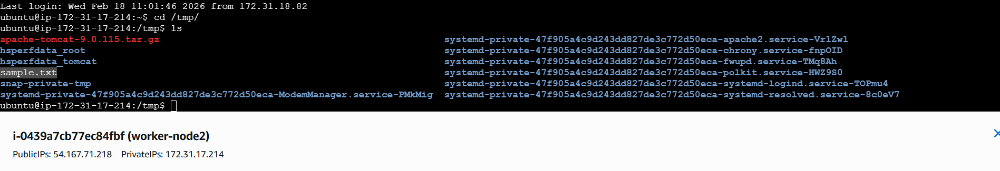 Last login: Wed Feb 18 11:01:46 2026 from 172.31.18.82
ubuntu@ip-172-31-17-214:~$ cd /tmp/
ubuntu@ip-172-31-17-214:/tmp$ ls
apache-tomcat-9.0.115.tar.gz systemd-private-47f905a4c9d243dd827de3c772d50eca-apache2.service-Vr1Zw1
hsperfdata_root systemd-private-47f905a4c9d243dd827de3c772d50eca-chrony.service-fnpOID
hsperfdata_tomcat systemd-private-47f905a4c9d243dd827de3c772d50eca-fwupd.service-TMq8Ah
sample.txt systemd-private-47f905a4c9d243dd827de3c772d50eca-polkit.service-HWZ9S0
snap-private-tmp systemd-private-47f905a4c9d243dd827de3c772d50eca-systemd-logind.service-TOPmu4
systemd-private-47f905a4c9d243dd827de3c772d50eca-ModemManager.service-PMkMig systemd-private-47f905a4c9d243dd827de3c772d50eca-systemd-resolved.service-8c0eV7
ubuntu@ip-172-31-17-214:/tmp$
i-0439a7cb77ec84fbf (worker-node2)
PublicIPs: 54.167.71.218 PrivateIPs: 172.31.17.214